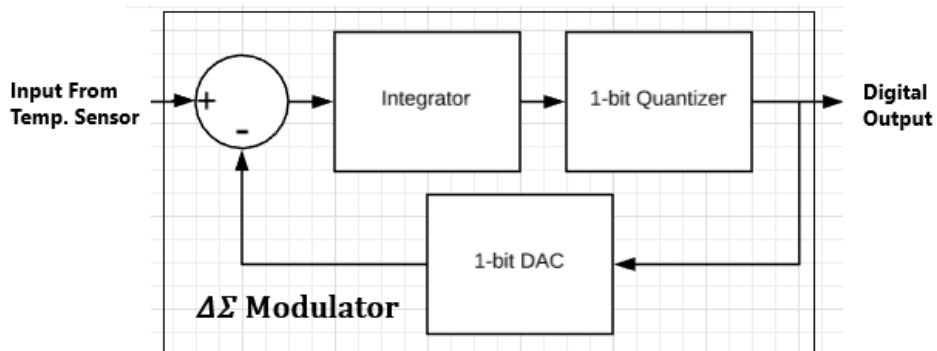 Input From
Temp. Sensor
+
-
Integrator
1-bit Quantizer
Digital
Output
1-bit DAC
ΔΣ Modulator